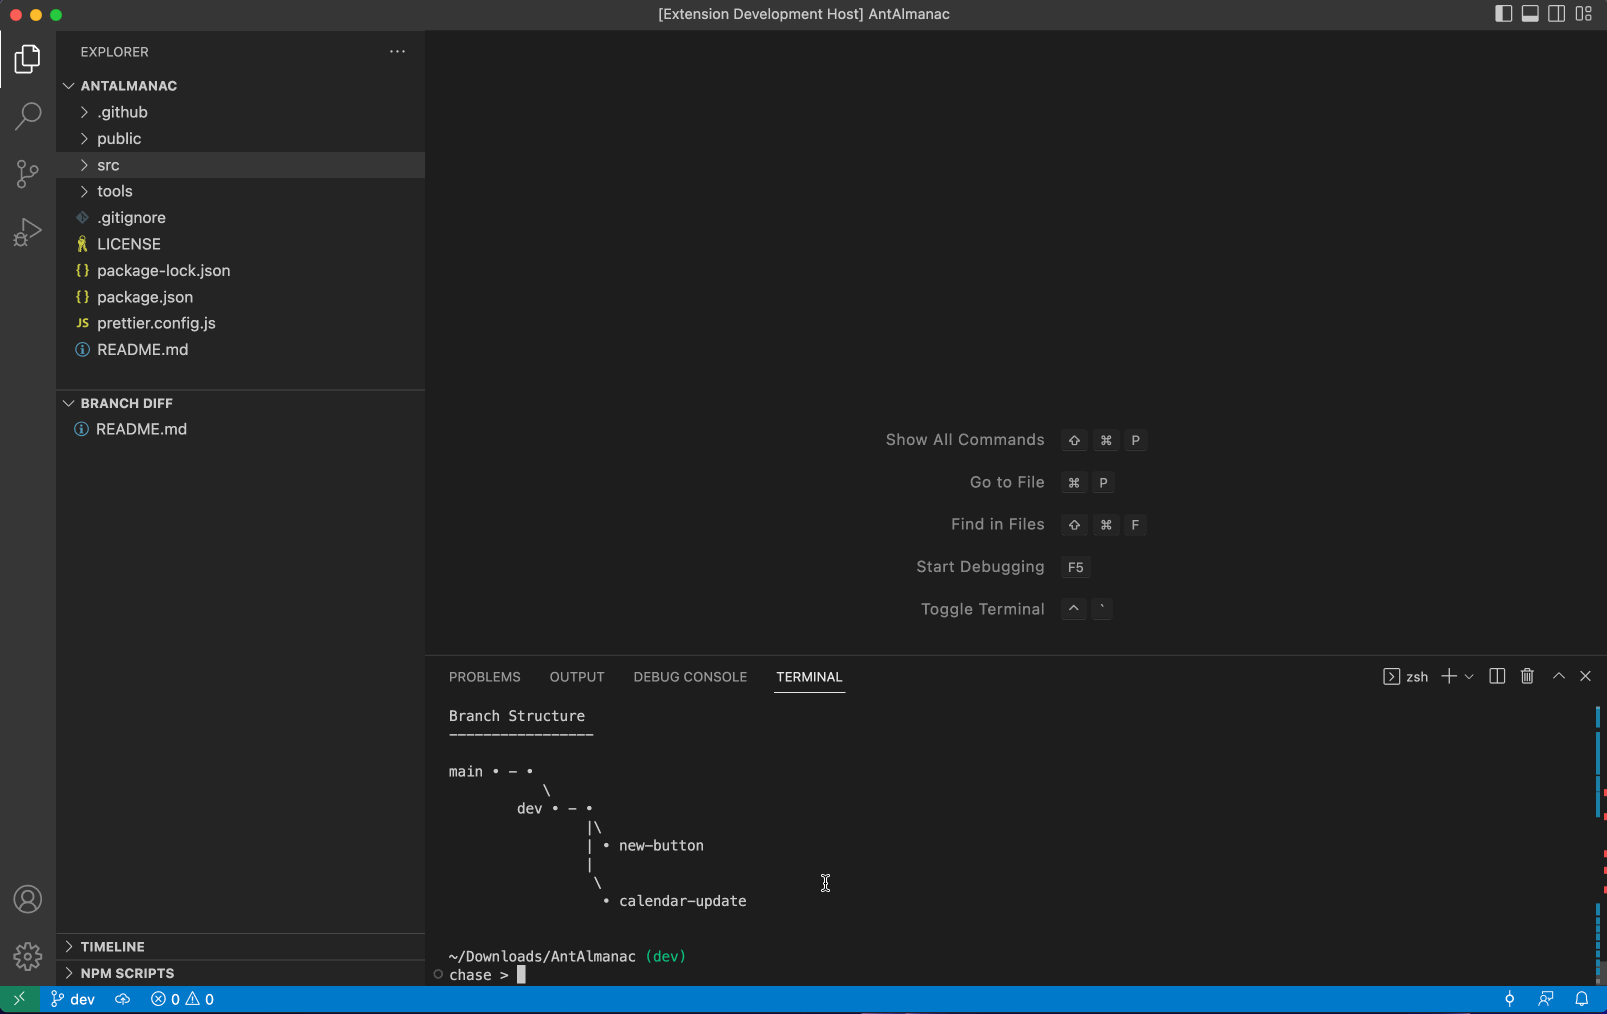 [Extension Development Host] AntAlmanac
EXPLORER
ANTALMANAC
.github
public
src
tools
.gitignore
LICENSE
{} package-lock.json
{} package.json
JS prettier.config.js
README.md
BRANCH DIFF
README.md
TIMELINE
NPM SCRIPTS
Show All Commands ⇧ ⌘ P
Go to File ⌘ P
Find in Files ⇧ ⌘ F
Start Debugging F5
Toggle Terminal ^ `
PROBLEMS OUTPUT DEBUG CONSOLE TERMINAL
zsh
Branch Structure
-----------------
main • - •
\
dev • - •
|\
| • new-button
|
\
• calendar-update
~/Downloads/AntAlmanac (dev)
chase >
dev 0 0